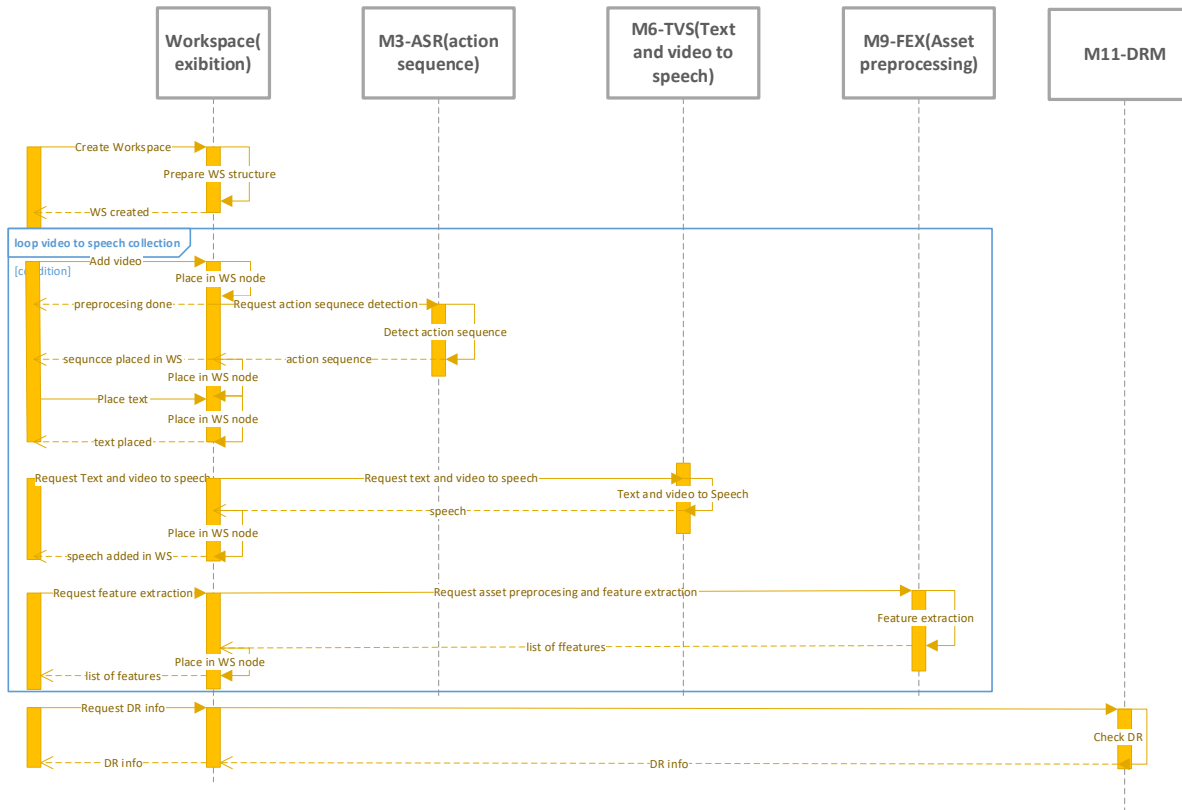 Workspace(
exibition)
M3-ASR(action
sequence)
M6-TVS(Text
and video to
speech)
M9-FEX(Asset
preprocessing)
M11-DRM
Create Workspace
Prepare WS structure
WS created
loop video to speech collection
[condition]
Add video
Place in WS node
preprocesing done
Request action sequnece detection
Detect action sequence
sequncce placed in WS
action sequence
Place in WS node
Place text
Place in WS node
text placed
Request Text and video to speech
Request text and video to speech
Text and video to Speech
speech
Place in WS node
speech added in WS
Request feature extraction
Request asset preprocesing and feature extraction
Feature extraction
list of ffeatures
Place in WS node
list of features
Request DR info
Check DR
DR info
DR info